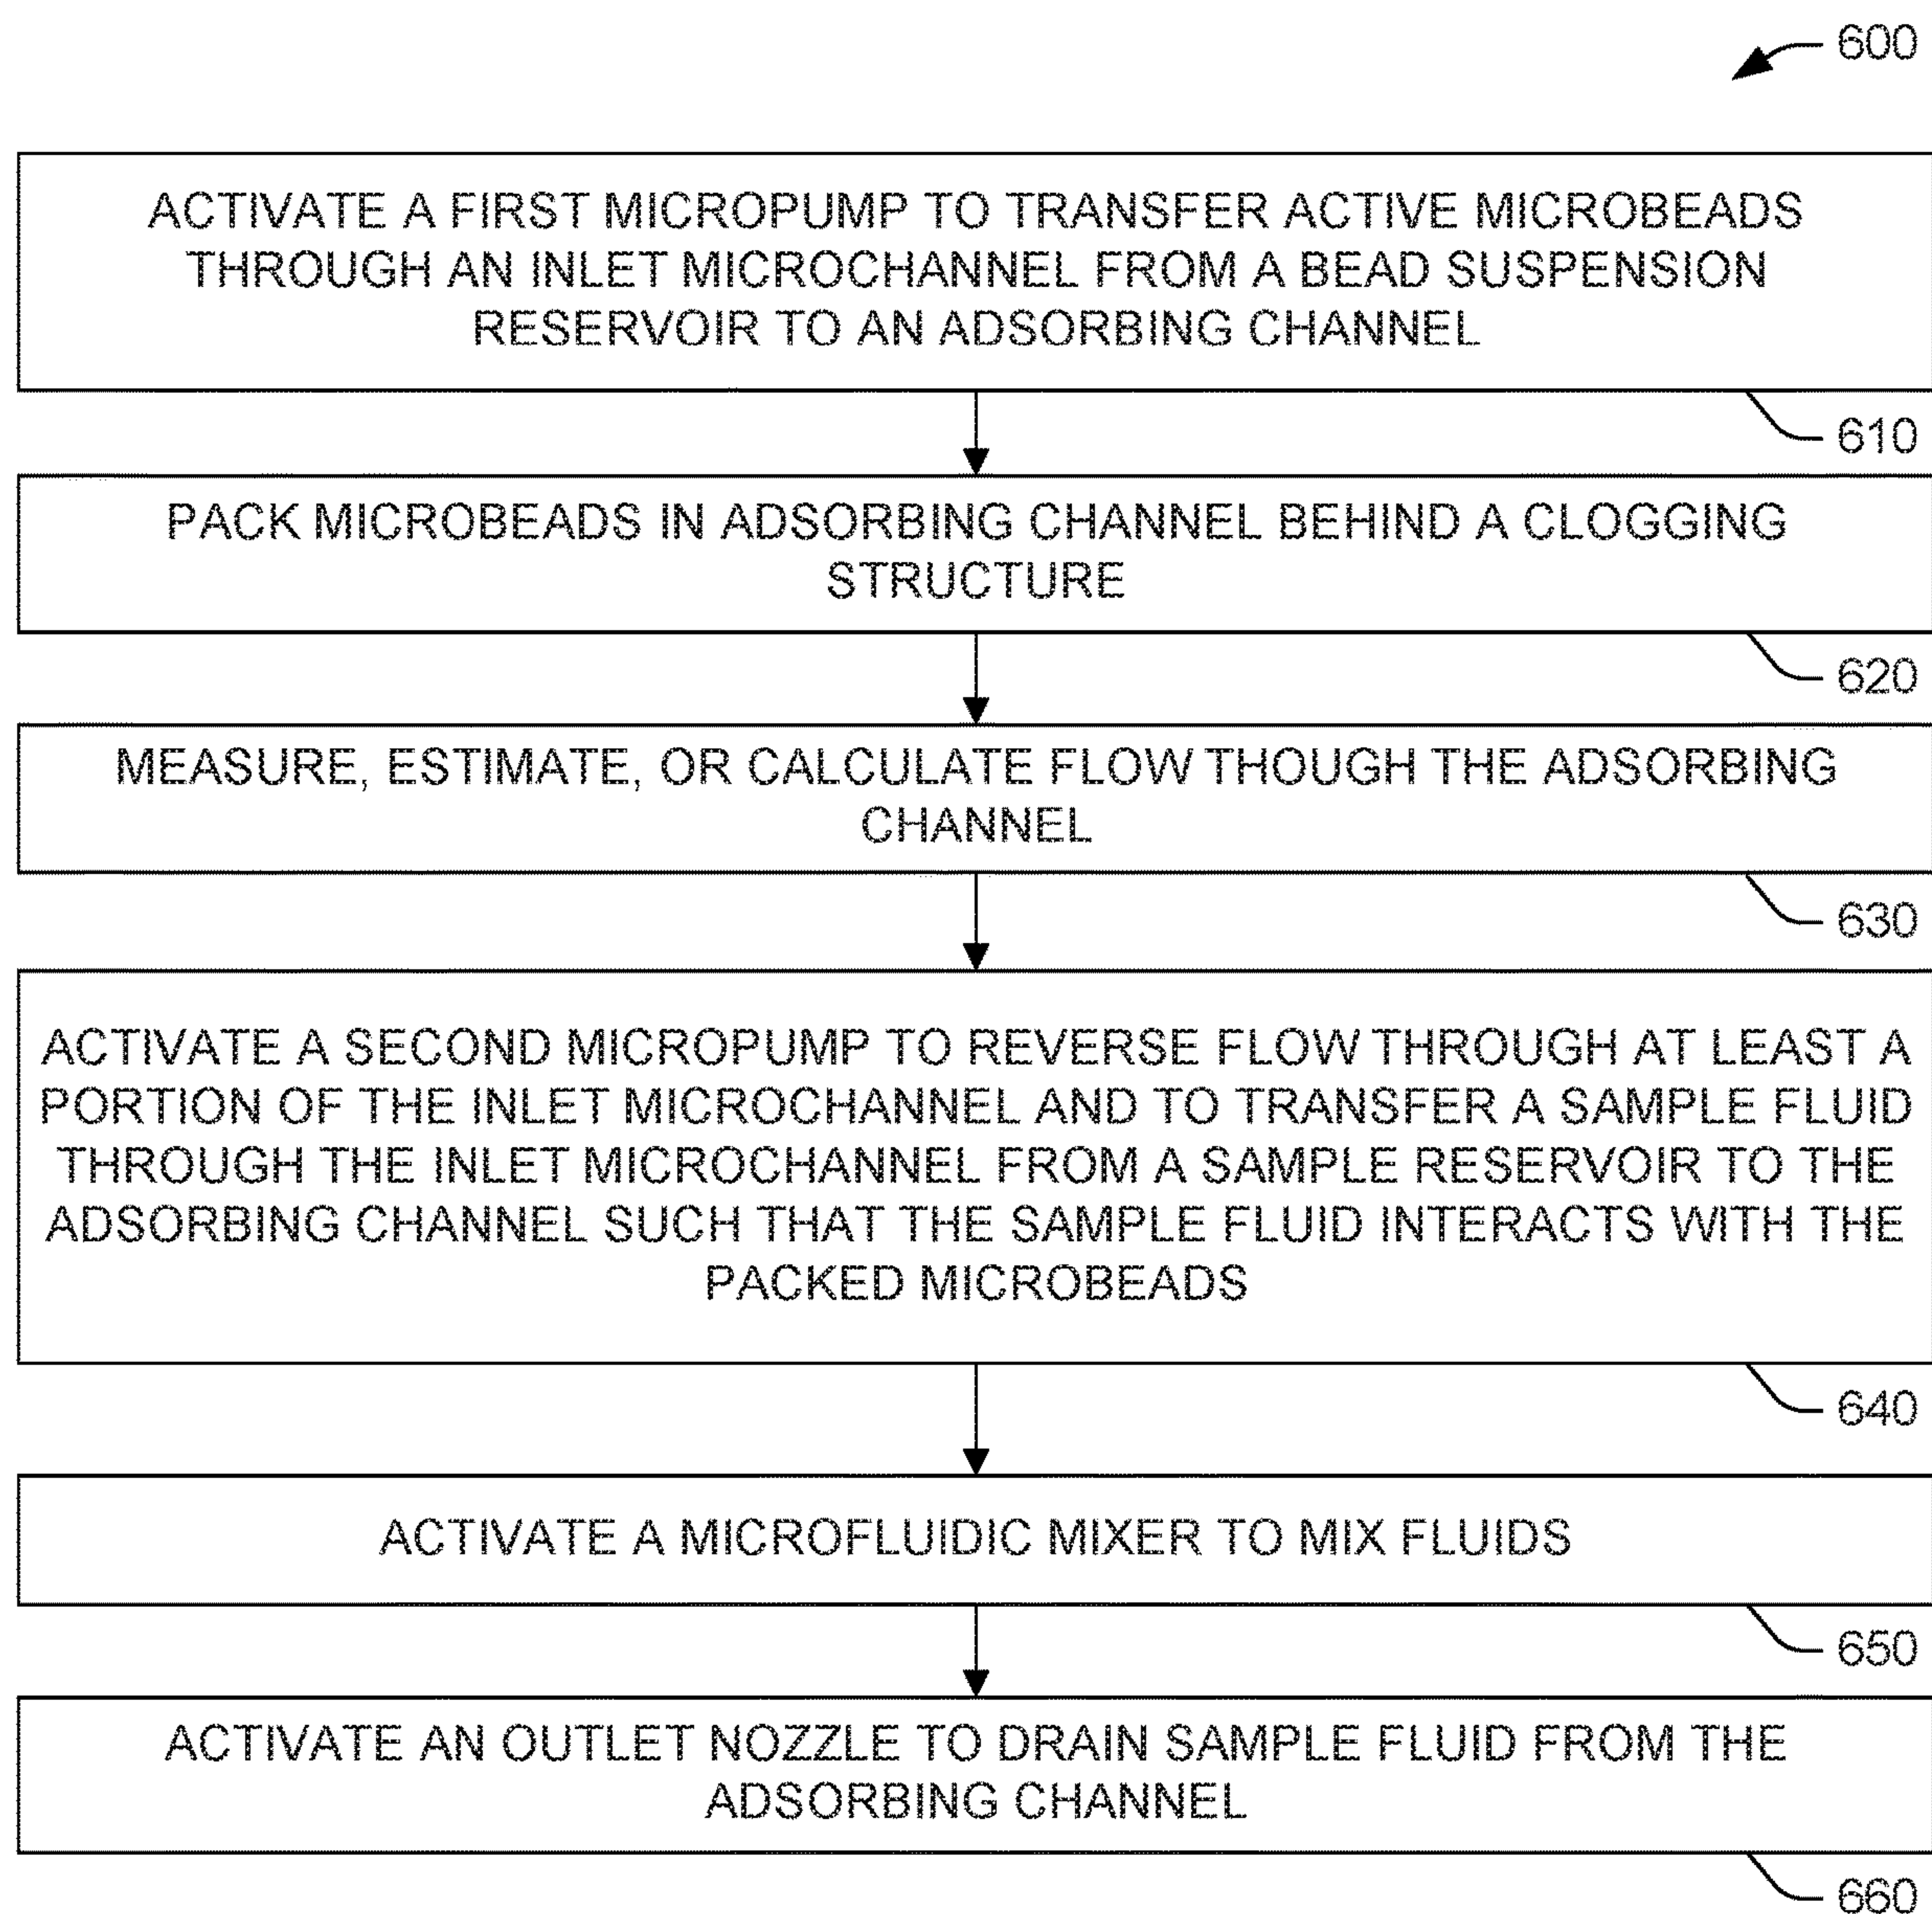 600
ACTIVATE A FIRST MICROPUMP TO TRANSFER ACTIVE MICROBEADS
THROUGH AN INLET MICROCHANNEL FROM A BEAD SUSPENSION
RESERVOIR TO AN ADSORBING CHANNEL
610
PACK MICROBEADS IN ADSORBING CHANNEL BEHIND A CLOGGING
STRUCTURE
620
MEASURE, ESTIMATE, OR CALCULATE FLOW THOUGH THE ADSORBING
CHANNEL
630
ACTIVATE A SECOND MICROPUMP TO REVERSE FLOW THROUGH AT LEAST A
PORTION OF THE INLET MICROCHANNEL AND TO TRANSFER A SAMPLE FLUID
THROUGH THE INLET MICROCHANNEL FROM A SAMPLE RESERVOIR TO THE
ADSORBING CHANNEL SUCH THAT THE SAMPLE FLUID INTERACTS WITH THE
PACKED MICROBEADS
640
ACTIVATE A MICROFLUIDIC MIXER TO MIX FLUIDS
650
ACTIVATE AN OUTLET NOZZLE TO DRAIN SAMPLE FLUID FROM THE
ADSORBING CHANNEL
660